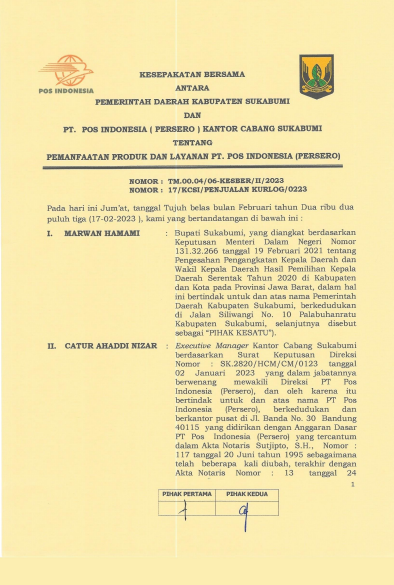 POS INDONESIA
KESEPAKATAN BERSAMA
ANTARA
PEMERINTAH DAERAH KABUPATEN SUKABUMI
DAN
PT. POS INDONESIA ( PERSERO ) KANTOR CABANG SUKABUMI
TENTANG
PEMANFAATAN PRODUK DAN LAYANAN PT. POS INDONESIA (PERSERO)
NOMOR : TM.00.04/06-KESBER/II/2023
NOMOR : 17/KCSI/PENJUALAN KURLOG/0223
Pada hari ini Jum'at, tanggal Tujuh belas bulan Februari tahun Dua ribu dua
puluh tiga (17-02-2023 ), kami yang bertandatangan di bawah ini :
I. MARWAN HAMAMI : Bupati Sukabumi, yang diangkat berdasarkan
Keputusan Menteri Dalam Negeri Nomor
131.32.266 tanggal 19 Februari 2021 tentang
Pengesahan Pengangkatan Kepala Daerah dan
Wakil Kepala Daerah Hasil Pemilihan Kepala
Daerah Serentak Tahun 2020 di Kabupaten
dan Kota pada Provinsi Jawa Barat, dalam hal
ini bertindak untuk dan atas nama Pemerintah
Daerah Kabupaten Sukabumi, berkedudukan
di Jalan Siliwangi No. 10 Palabuhanratu
Kabupaten Sukabumi, selanjutnya disebut
sebagai "PIHAK KESATU").
II. CATUR AHADDI NIZAR : Executive Manager Kantor Cabang Sukabumi
berdasarkan Surat Keputusan Direksi
Nomor : SK.2820/HCM/CM/0123 tanggal
02 Januari 2023 yang dalam jabatannya
berwenang mewakili Direksi PT Pos
Indonesia (Persero), dan oleh karena itu
bertindak untuk dan atas nama PT Pos
Indonesia (Persero), berkedudukan dan
berkantor pusat di Jl. Banda No. 30 Bandung
40115 yang didirikan dengan Anggaran Dasar
PT Pos Indonesia (Persero) yang tercantum
dalam Akta Notaris Sutjipto, S.H., Nomor :
117 tanggal 20 Juni tahun 1995 sebagaimana
telah beberapa kali diubah, terakhir dengan
Akta Notaris Nomor : 13 tanggal 24
1
PIHAK PERTAMA PIHAK KEDUA